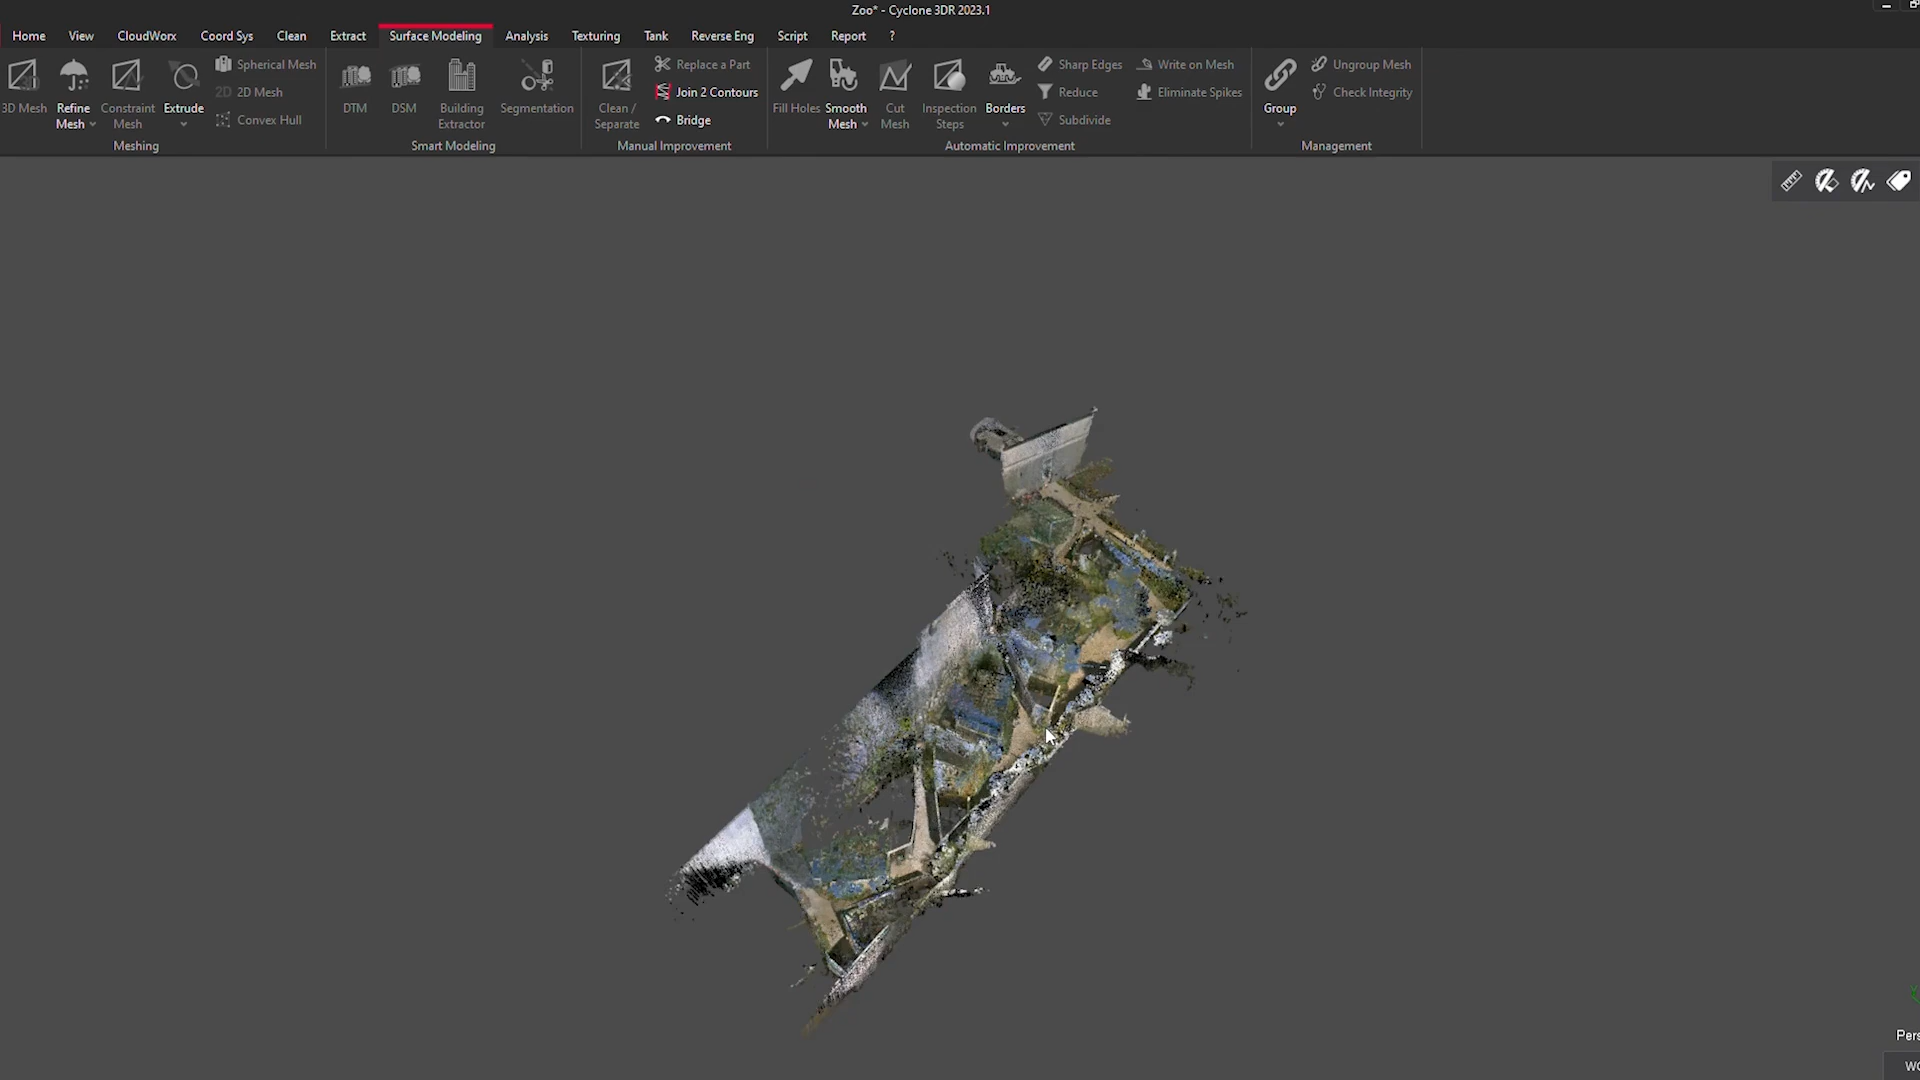 Zoo* - Cyclone 3DR 2023.1
Home View CloudWorx Coord Sys Clean Extract Surface Modeling Analysis Texturing Tank Reverse Eng Script Report ?
3D Mesh
Refine Mesh
Constraint Mesh
Extrude
Spherical Mesh
2D 2D Mesh
Convex Hull
Meshing
DTM
DSM
Building Extractor
Segmentation
Smart Modeling
Clean / Separate
Replace a Part
Join 2 Contours
Bridge
Manual Improvement
Fill Holes
Smooth Mesh
Cut Mesh
Inspection Steps
Borders
Sharp Edges
Reduce
Subdivide
Write on Mesh
Eliminate Spikes
Automatic Improvement
Group
Ungroup Mesh
Check Integrity
Management